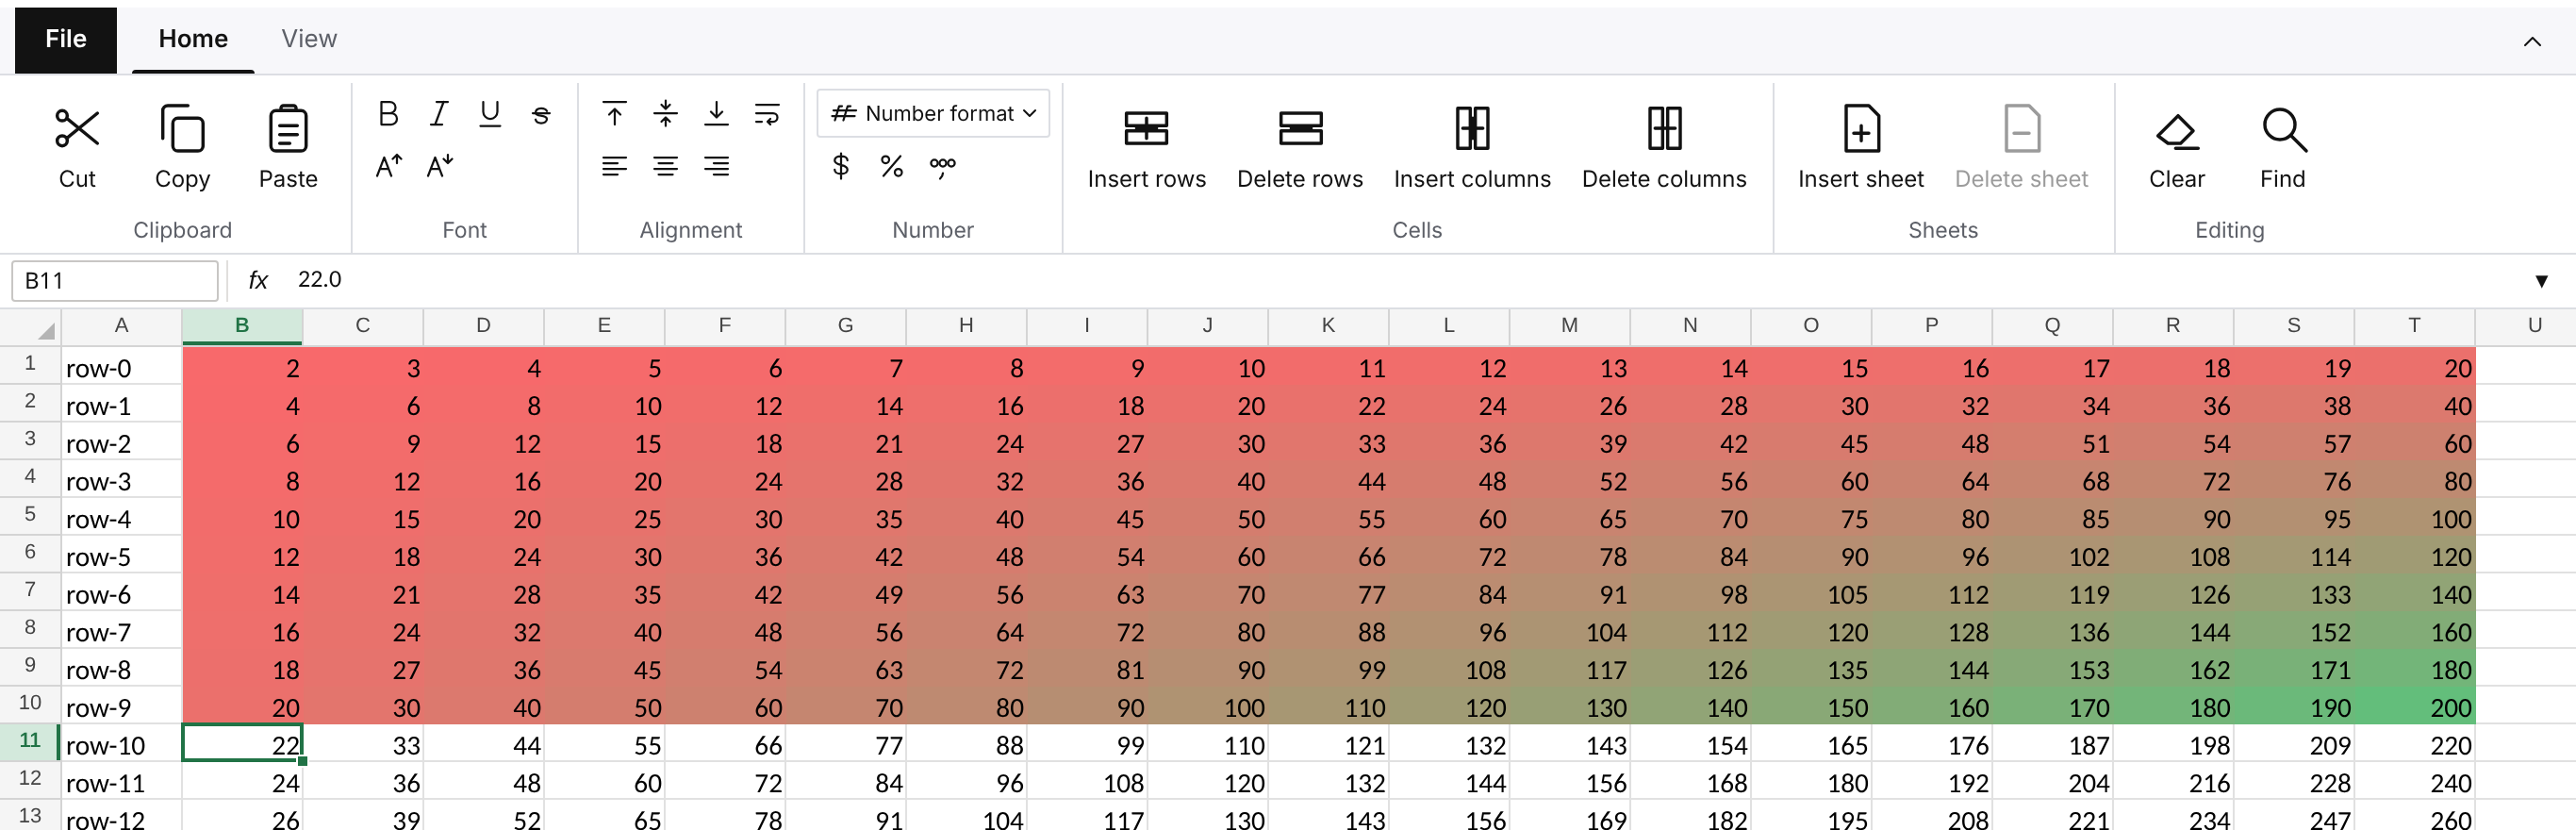 File Home View
B I U S Number format
$ %
Cut Copy Paste A A Insert rows Delete rows Insert columns Delete columns Insert sheet Delete sheet Clear Find
Clipboard Font Alignment Number Cells Sheets Editing
B11 fx 22.0
A B C D E F G H I J K L M N O P Q R S T U
1 row-0 2 3 4 5 6 7 8 9 10 11 12 13 14 15 16 17 18 19 20
2 row-1 4 6 8 10 12 14 16 18 20 22 24 26 28 30 32 34 36 38 40
3 row-2 6 9 12 15 18 21 24 27 30 33 36 39 42 45 48 51 54 57 60
4 row-3 8 12 16 20 24 28 32 36 40 44 48 52 56 60 64 68 72 76 80
5 row-4 10 15 20 25 30 35 40 45 50 55 60 65 70 75 80 85 90 95 100
6 row-5 12 18 24 30 36 42 48 54 60 66 72 78 84 90 96 102 108 114 120
7 row-6 14 21 28 35 42 49 56 63 70 77 84 91 98 105 112 119 126 133 140
8 row-7 16 24 32 40 48 56 64 72 80 88 96 104 112 120 128 136 144 152 160
9 row-8 18 27 36 45 54 63 72 81 90 99 108 117 126 135 144 153 162 171 180
10 row-9 20 30 40 50 60 70 80 90 100 110 120 130 140 150 160 170 180 190 200
11 row-10 22 33 44 55 66 77 88 99 110 121 132 143 154 165 176 187 198 209 220
12 row-11 24 36 48 60 72 84 96 108 120 132 144 156 168 180 192 204 216 228 240
13 row-12 26 39 52 65 78 91 104 117 130 143 156 169 182 195 208 221 234 247 260